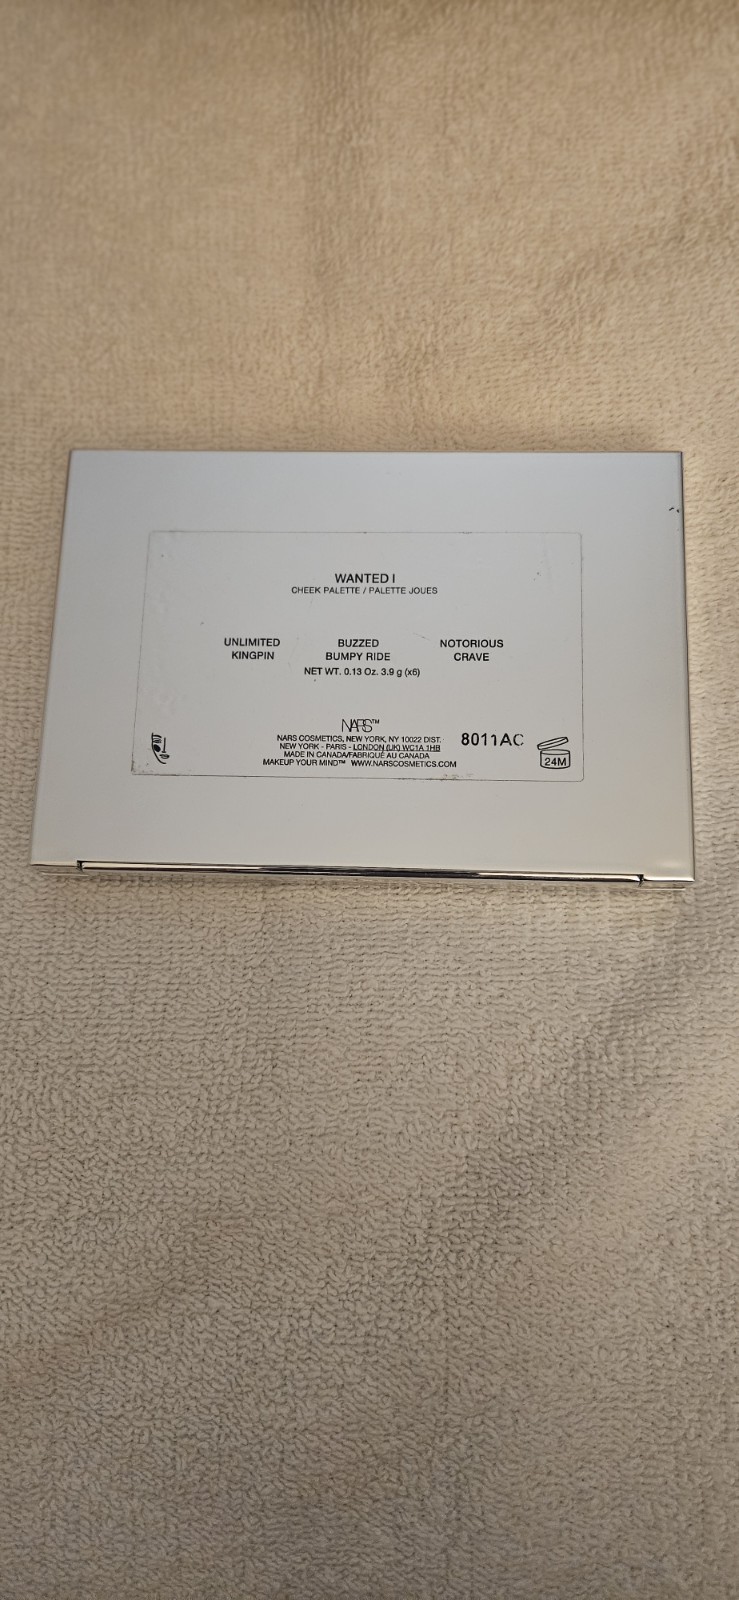 WANTED I
CHEEK PALETTE / PALETTE JOUES
UNLIMITED BUZZED NOTORIOUS
KINGPIN BUMPY RIDE CRAVE
NET WT. 0.13 Oz. 3.9 g (x6)
NARS™
NARS COSMETICS, NEW YORK, NY 10022 DIST.
NEW YORK - PARIS - LONDON (UK) WC1A 1HB
MADE IN CANADA/FABRIQUÉ AU CANADA
MAKEUP YOUR MIND™ WWW.NARSCOSMETICS.COM
8011AC
24M